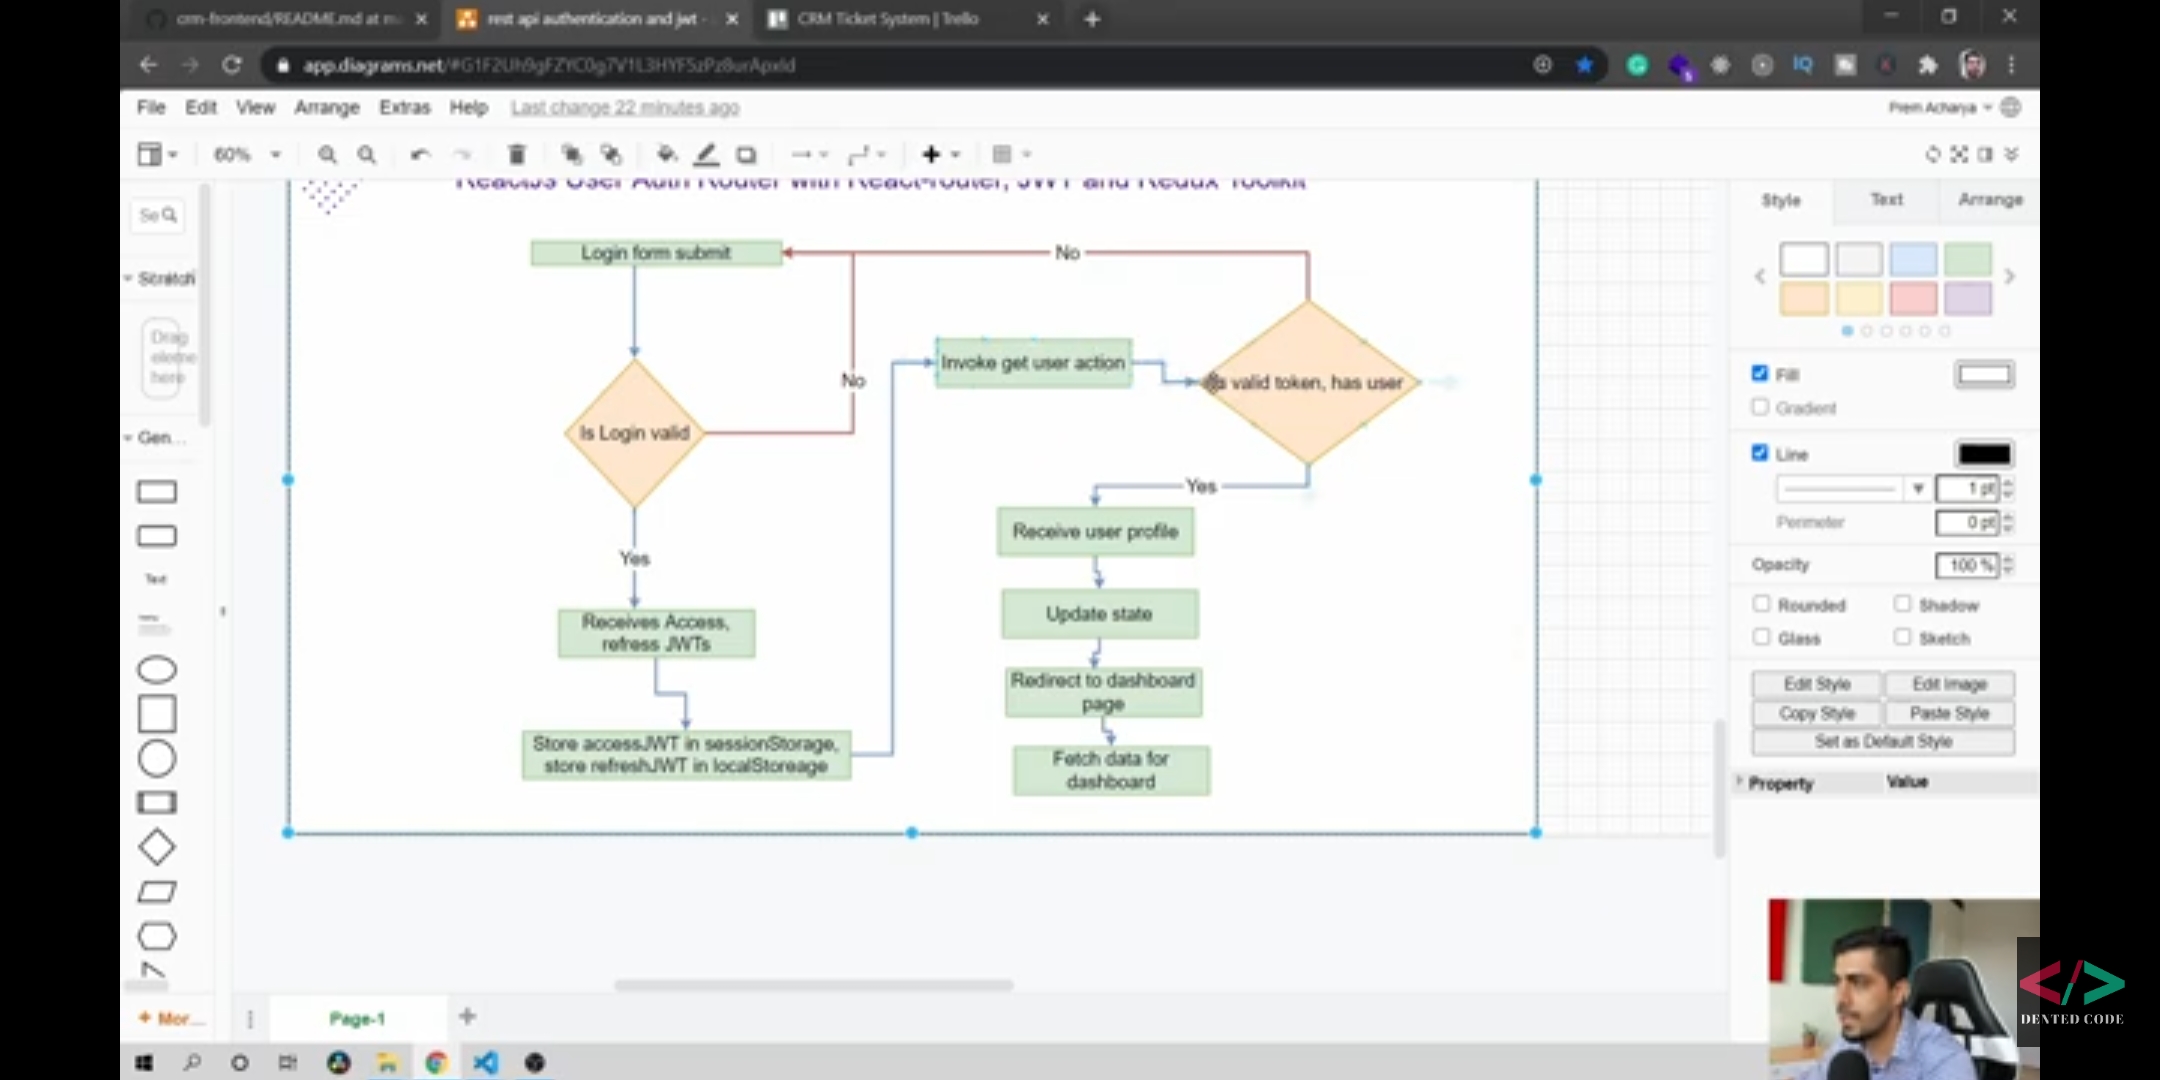 crm-frontend/README.md at m
rest api authentication and jwt -
CRM Ticket System | Trello
app.diagrams.net/#G1F2Uh9gFZYC0g7V1L3HYF5zPz8urApxld
IQ
File Edit View Arrange Extras Help Last change 22 minutes ago
Prem Acharya
60%
ReactJS User Auth Router with React-router, JWT and Redux Toolkit
Se
Scratch
Drag
eleme
here
Gen...
Text
Login form submit
No
Invoke get user action
Is valid token, has user
No
Is Login valid
Yes
Receive user profile
Yes
Update state
Receives Access,
refress JWTs
Redirect to dashboard
page
Store accessJWT in sessionStorage,
store refreshJWT in localStoreage
Fetch data for
dashboard
Style Text Arrange
Fill
Gradient
Line
1 pt
Perimeter 0 pt
Opacity 100 %
Rounded Shadow
Glass Sketch
Edit Style Edit Image
Copy Style Paste Style
Set as Default Style
Property Value
+ Mor...
Page-1
</>
DENTED CODE